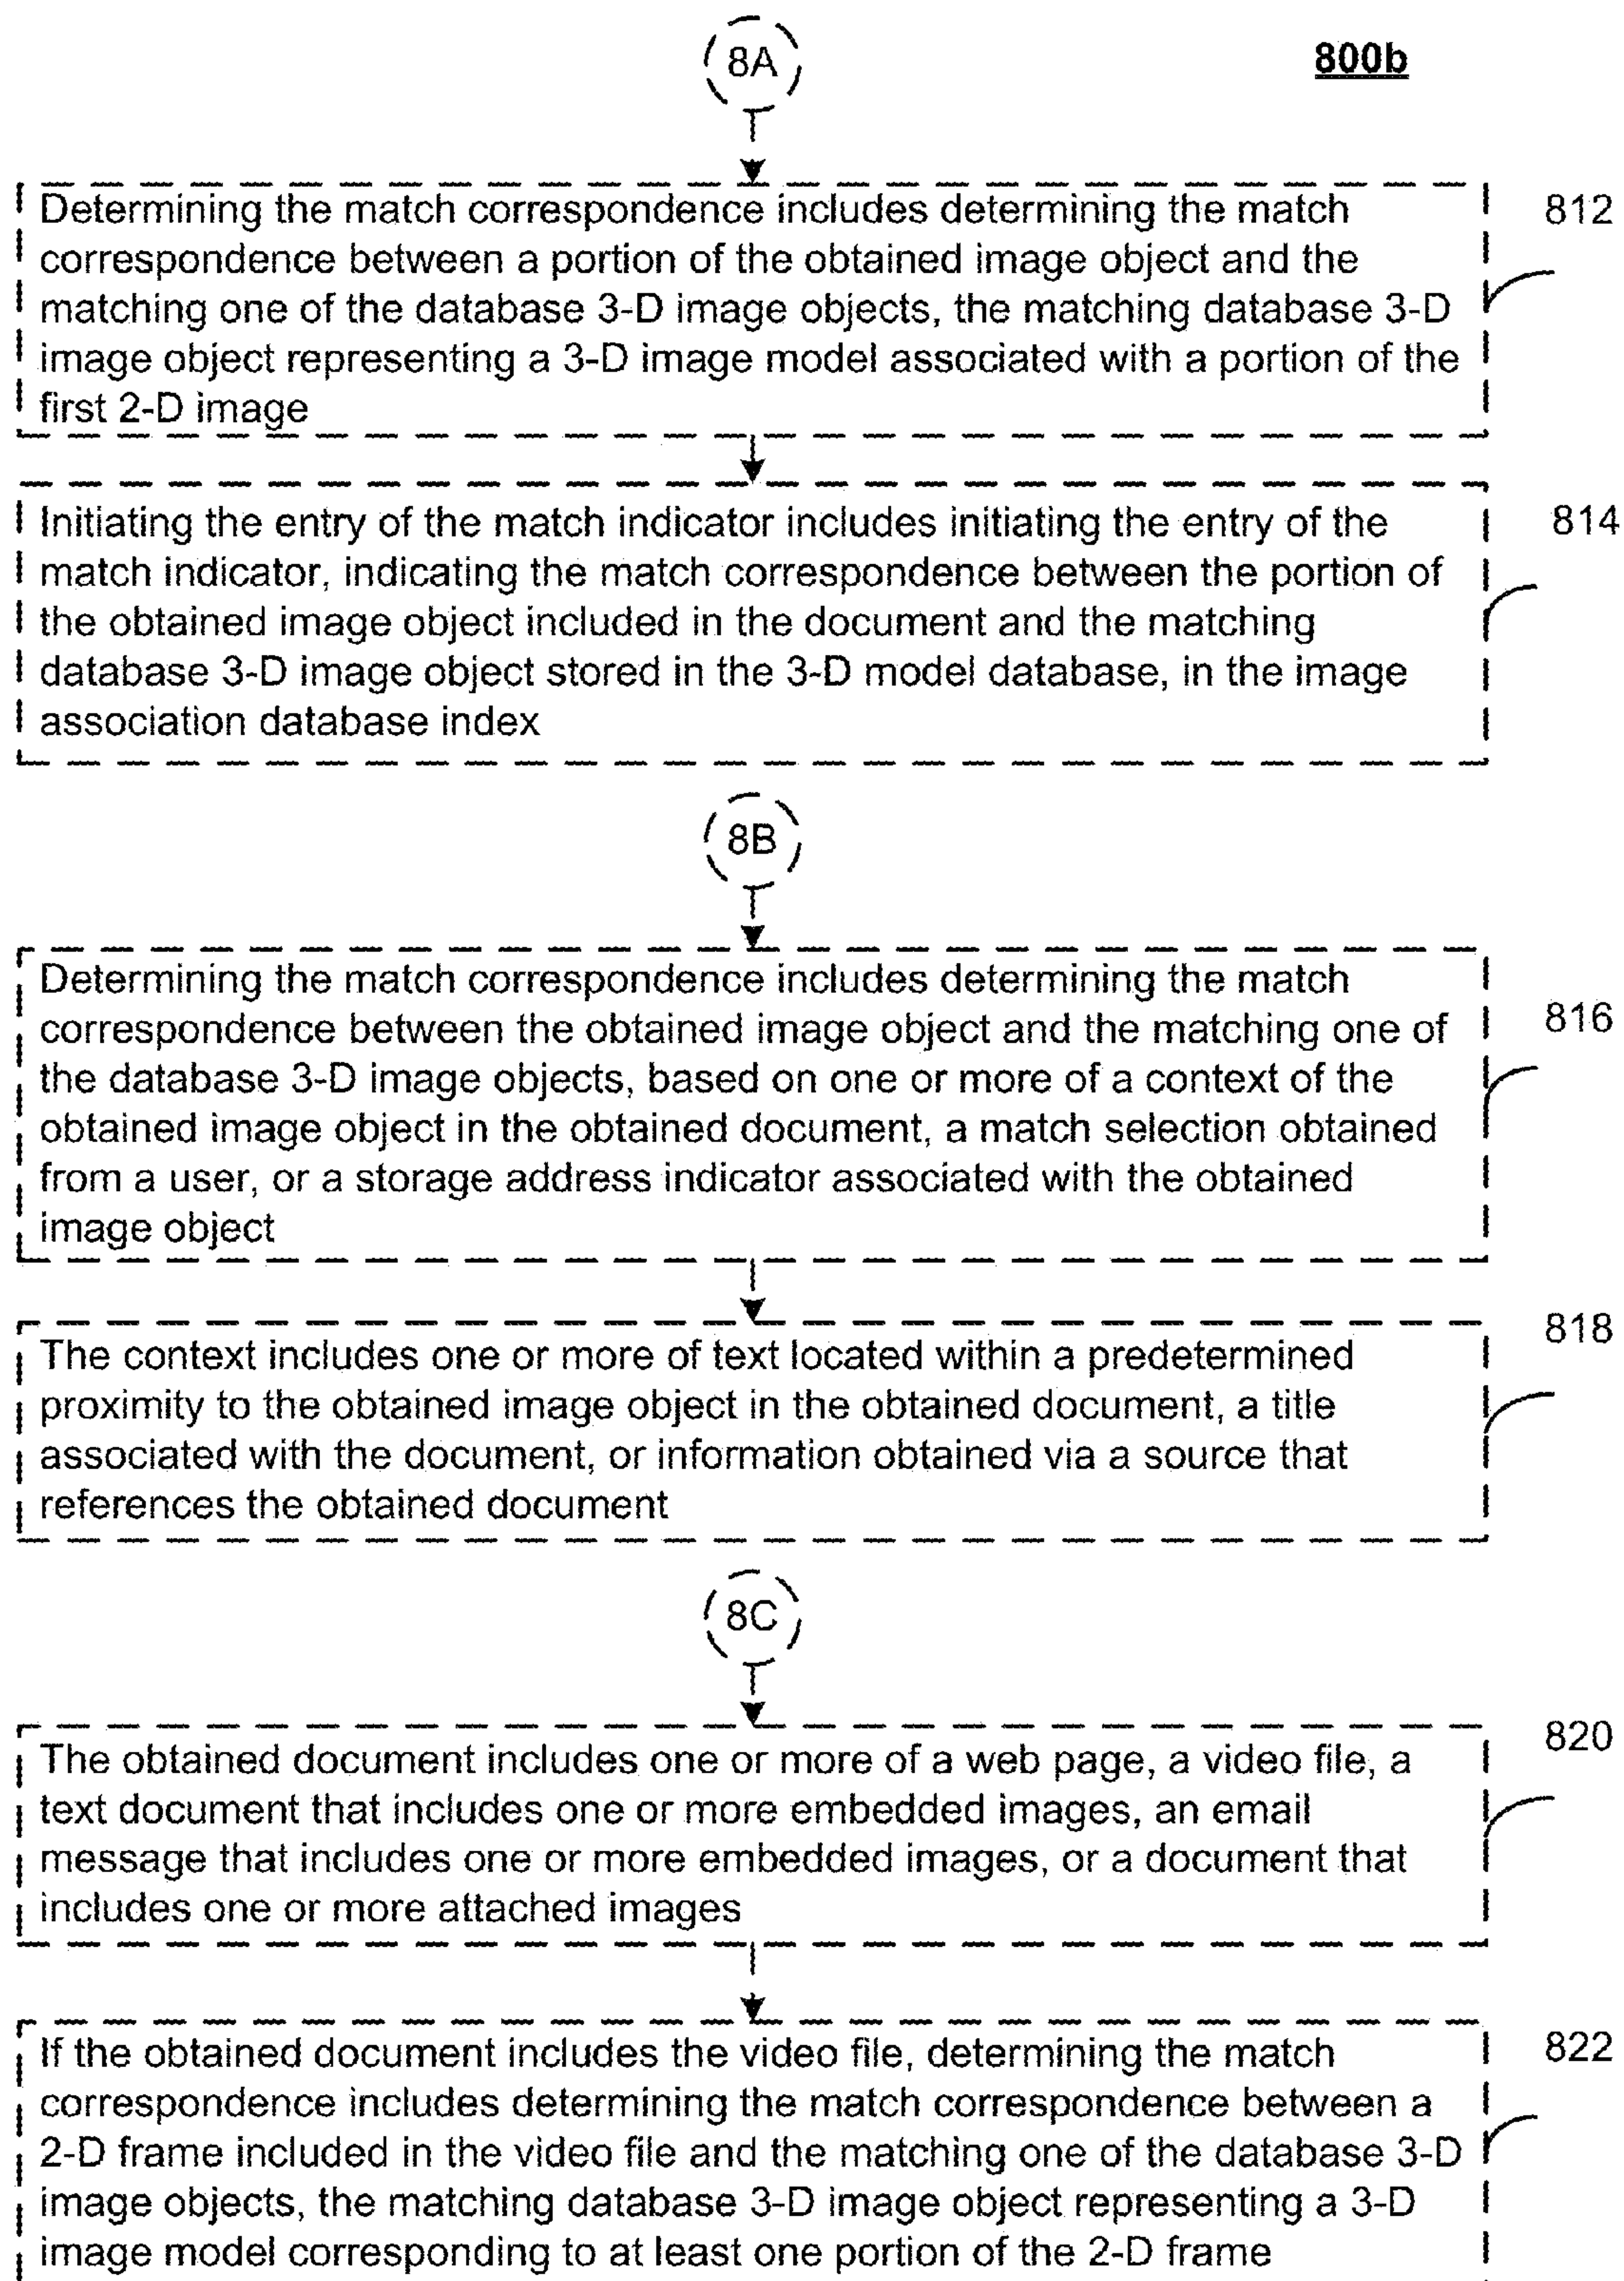 8A
800b
Determining the match correspondence includes determining the match
812
correspondence between a portion of the obtained image object and the
matching one of the database 3-D image objects, the matching database 3-D
image object representing a 3-D image model associated with a portion of the
first 2-D image
Initiating the entry of the match indicator includes initiating the entry of the
814
match indicator, indicating the match correspondence between the portion of
the obtained image object included in the document and the matching
database 3-D image object stored in the 3-D model database, in the image
association database index
8B
Determining the match correspondence includes determining the match
correspondence between the obtained image object and the matching one of
816
the database 3-D image objects, based on one or more of a context of the
obtained image object in the obtained document, a match selection obtained
from a user, or a storage address indicator associated with the obtained
image object
818
The context includes one or more of text located within a predetermined
proximity to the obtained image object in the obtained document, a title
associated with the document, or information obtained via a source that
references the obtained document
8C
820
The obtained document includes one or more of a web page, a video file, a
text document that includes one or more embedded images, an email
message that includes one or more embedded images, or a document that
includes one or more attached images
822
If the obtained document includes the video file, determining the match
correspondence includes determining the match correspondence between a
2-D frame included in the video file and the matching one of the database 3-D
image objects, the matching database 3-D image object representing a 3-D
image model corresponding to at least one portion of the 2-D frame